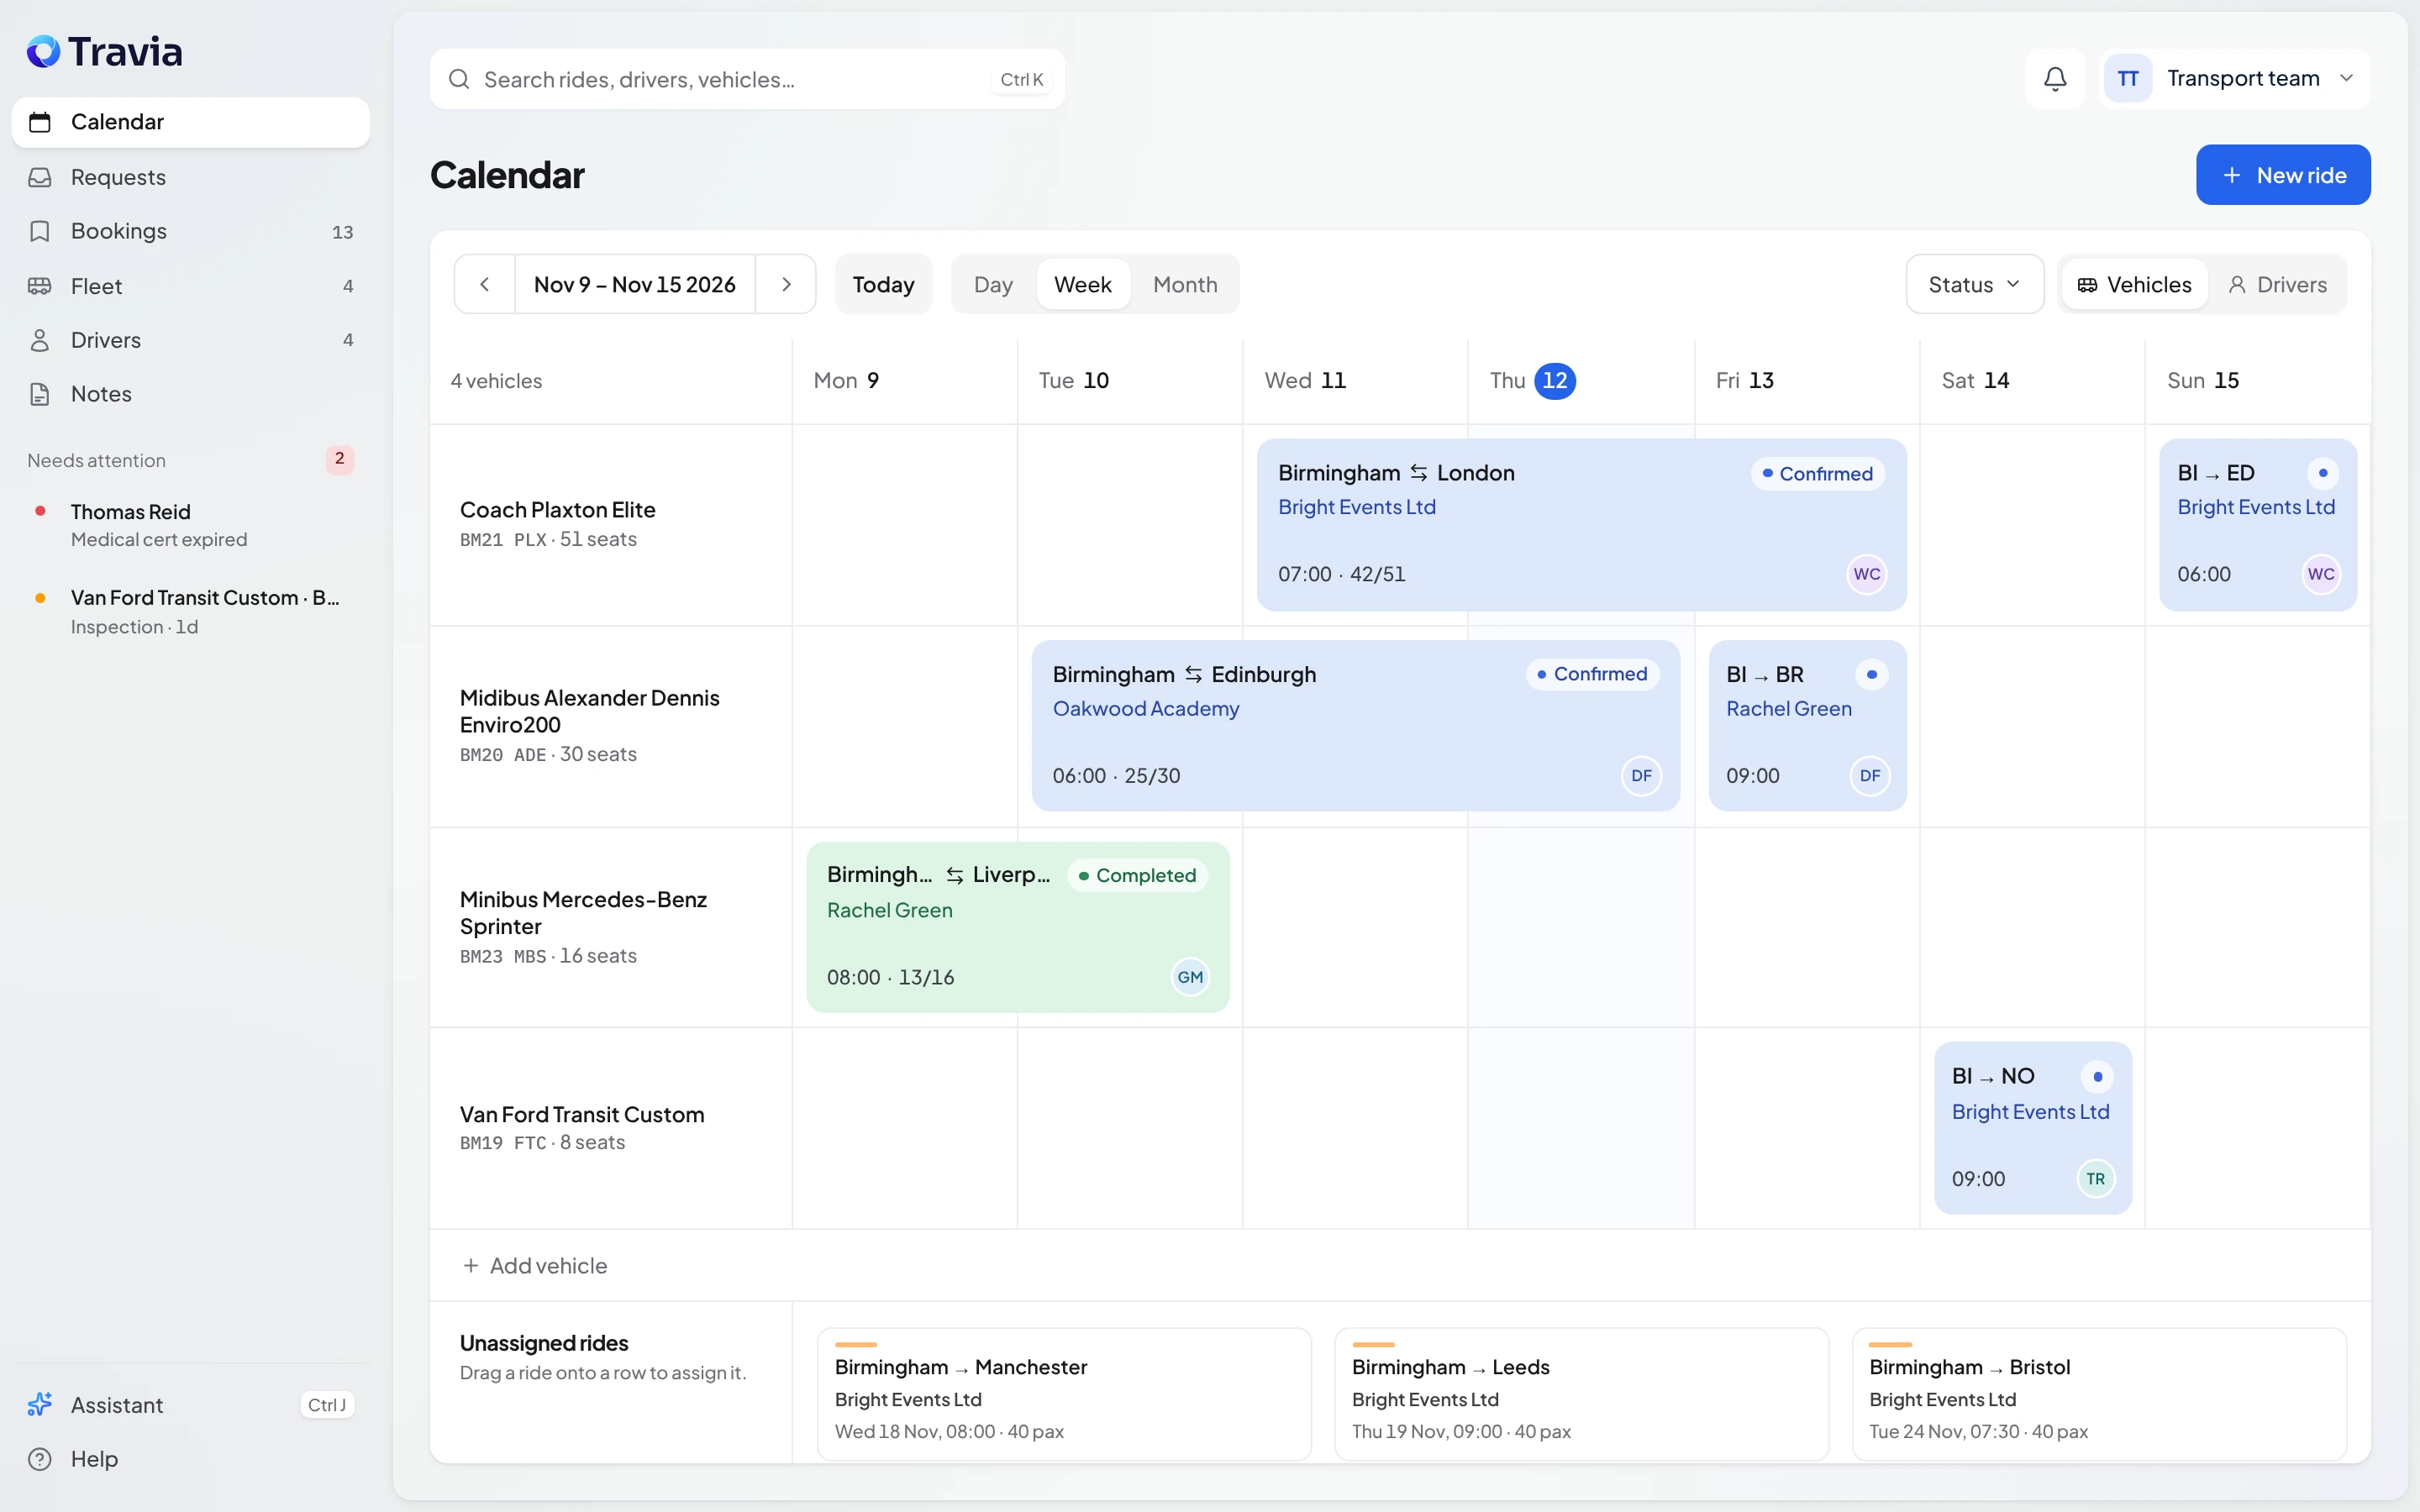 Travia
Calendar
Requests
Bookings 13
Fleet 4
Drivers 4
Notes
Needs attention 2
Thomas Reid
Medical cert expired
Van Ford Transit Custom · B…
Inspection · 1d
Assistant Ctrl J
Help
Search rides, drivers, vehicles… Ctrl K
TT Transport team
Calendar
+ New ride
Nov 9 – Nov 15 2026 Today Day Week Month Status Vehicles Drivers
4 vehicles Mon 9 Tue 10 Wed 11 Thu 12 Fri 13 Sat 14 Sun 15
Coach Plaxton Elite
BM21 PLX · 51 seats
Birmingham ⇆ London Confirmed
Bright Events Ltd
07:00 · 42/51 WC
BI → ED
Bright Events Ltd
06:00 WC
Midibus Alexander Dennis
Enviro200
BM20 ADE · 30 seats
Birmingham ⇆ Edinburgh Confirmed
Oakwood Academy
06:00 · 25/30 DF
BI → BR
Rachel Green
09:00 DF
Minibus Mercedes-Benz
Sprinter
BM23 MBS · 16 seats
Birmingh… ⇆ Liverp… Completed
Rachel Green
08:00 · 13/16 GM
Van Ford Transit Custom
BM19 FTC · 8 seats
BI → NO
Bright Events Ltd
09:00 TR
+ Add vehicle
Unassigned rides
Drag a ride onto a row to assign it.
Birmingham → Manchester
Bright Events Ltd
Wed 18 Nov, 08:00 · 40 pax
Birmingham → Leeds
Bright Events Ltd
Thu 19 Nov, 09:00 · 40 pax
Birmingham → Bristol
Bright Events Ltd
Tue 24 Nov, 07:30 · 40 pax